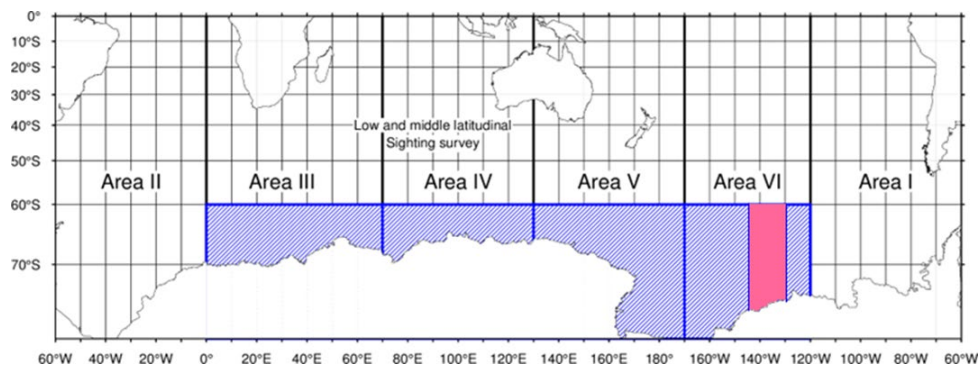 0°
10°S
20°S
30°S
40°S
Low and middle latitudinal
Sighting survey
50°S
Area II Area III Area IV Area V Area VI Area I
60°S
70°S
60°W 40°W 20°W 0° 20°E 40°E 60°E 80°E 100°E 120°E 140°E 160°E 180° 160°W 140°W 120°W 100°W 80°W 60°W